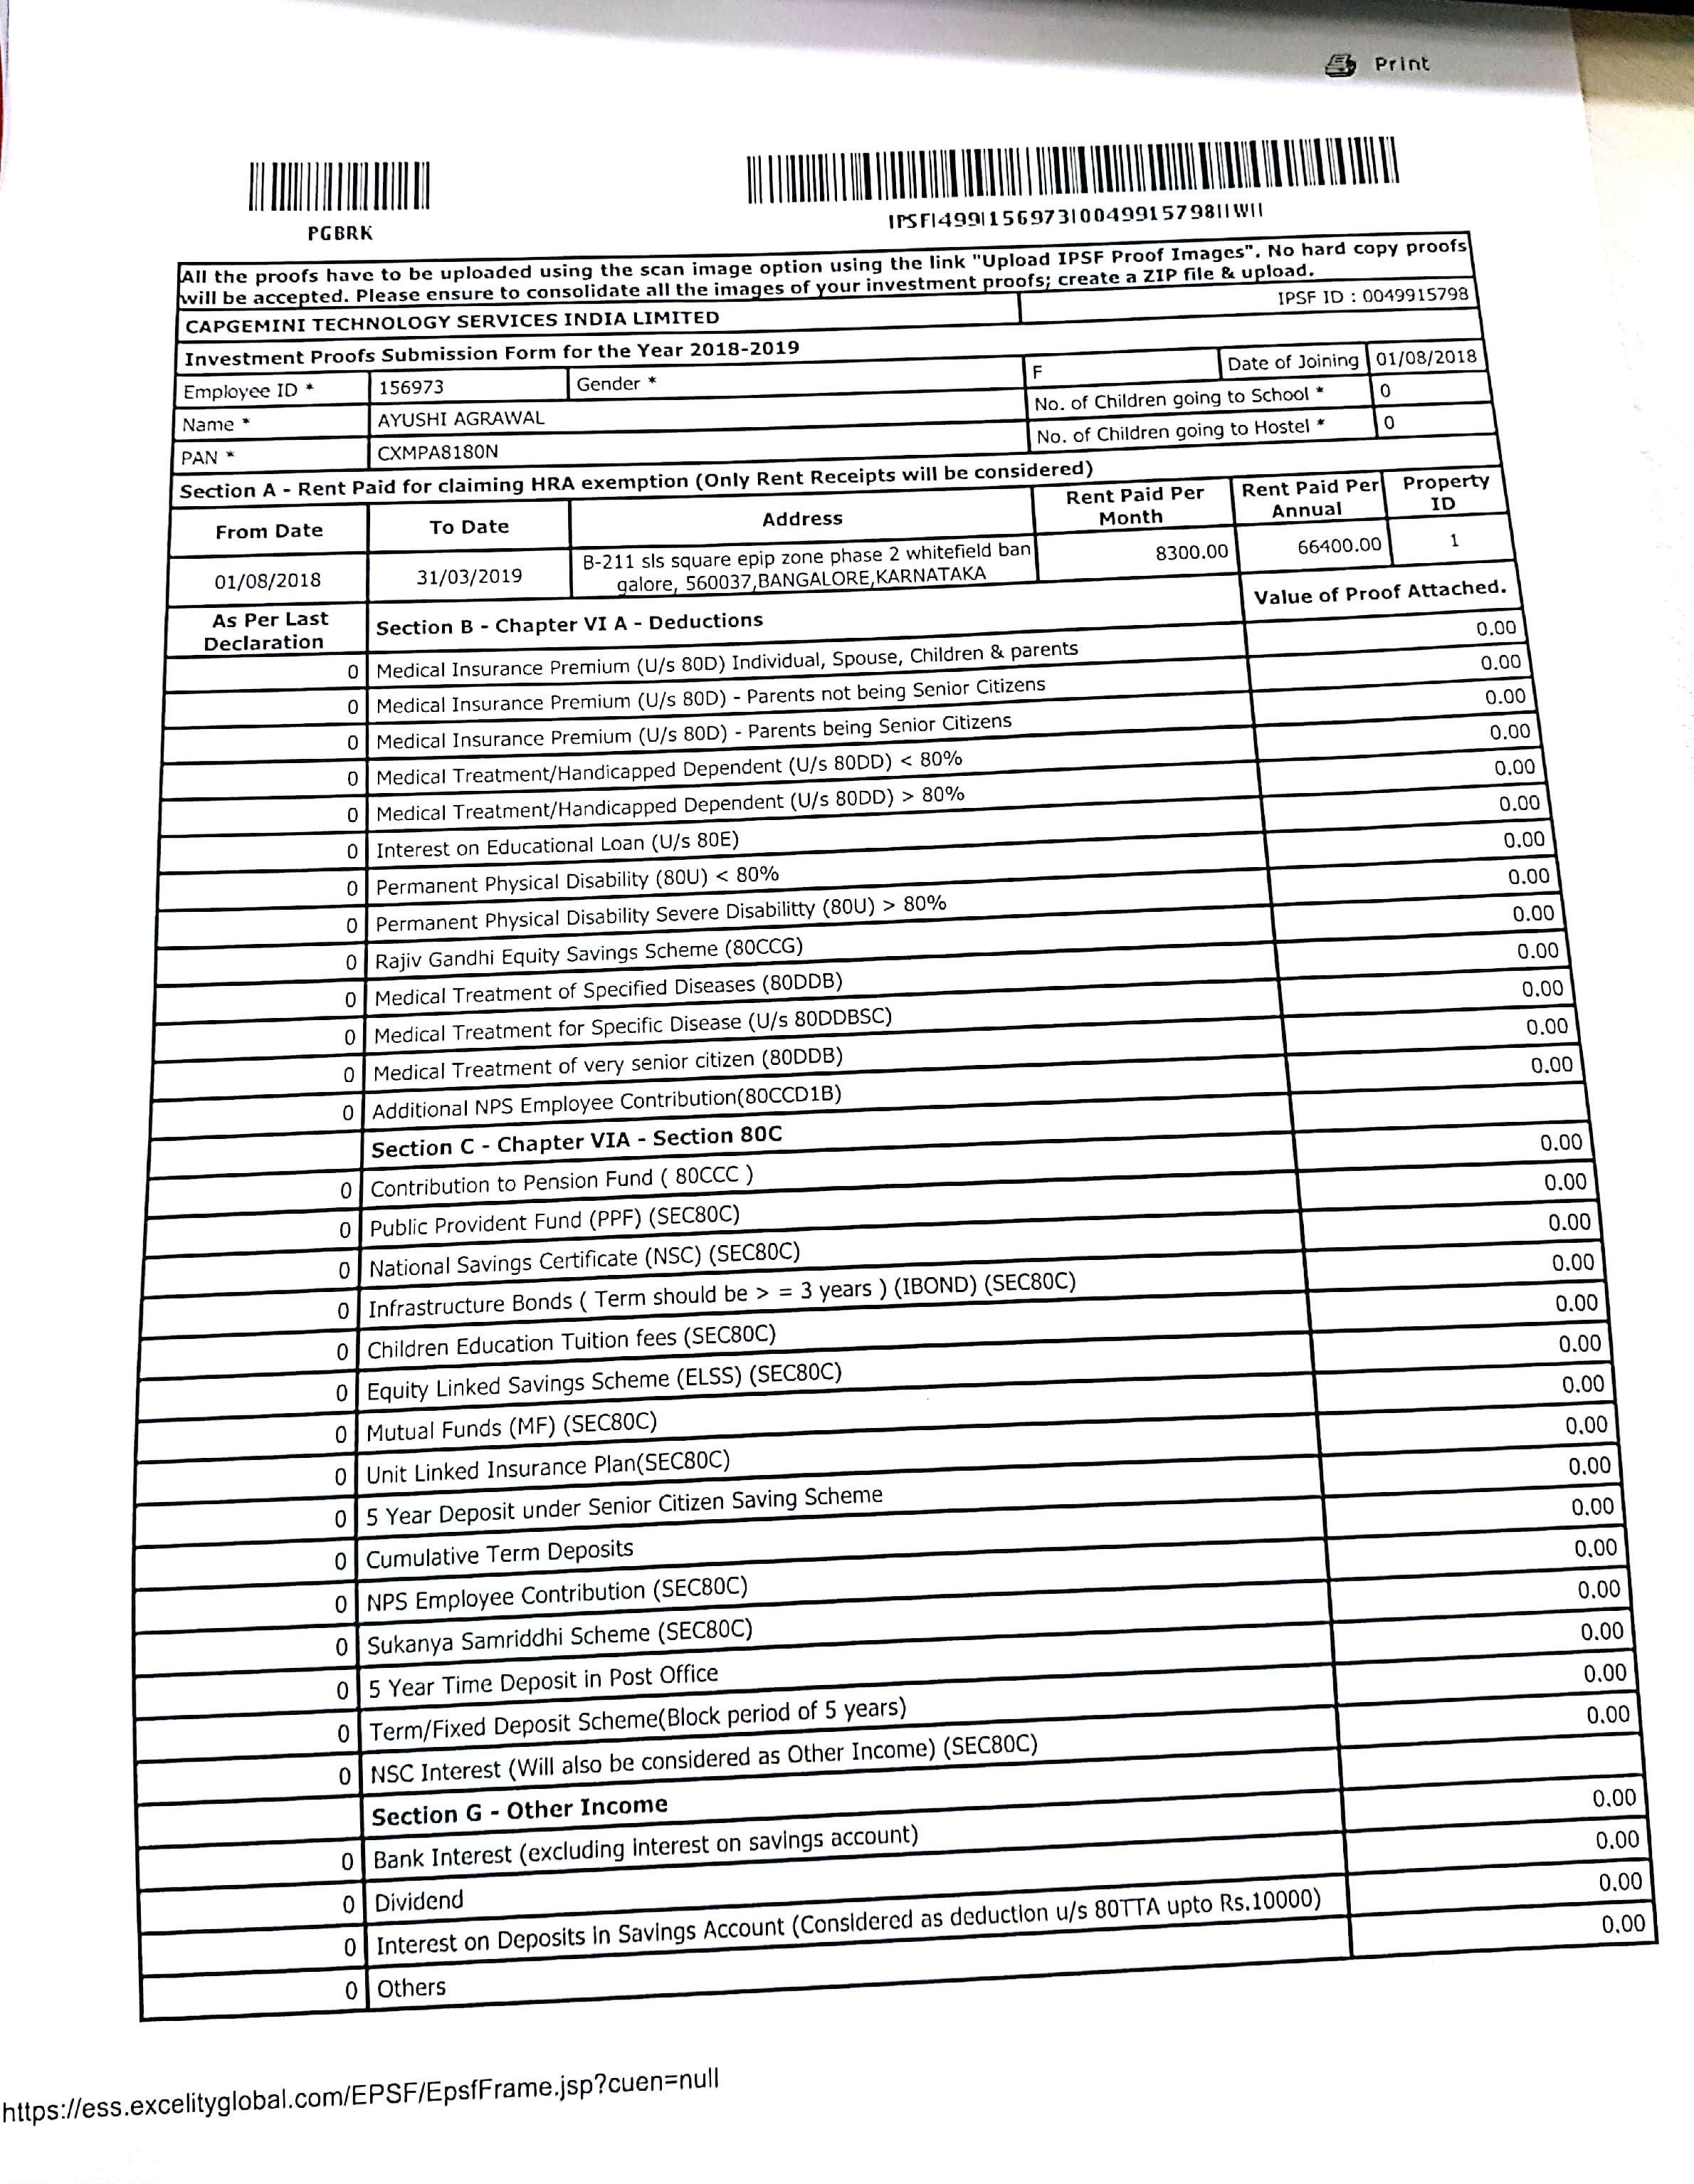 Print
PGBRK
IPSF|499|156973|0049915798||W||
All the proofs have to be uploaded using the scan image option using the link "Upload IPSF Proof Images". No hard copy proofs
will be accepted. Please ensure to consolidate all the images of your investment proofs; create a ZIP file & upload.
IPSF ID : 0049915798
CAPGEMINI TECHNOLOGY SERVICES INDIA LIMITED
Investment Proofs Submission Form for the Year 2018-2019
Employee ID * 156973 Gender * F Date of Joining 01/08/2018
Name * AYUSHI AGRAWAL No. of Children going to School * 0
PAN * CXMPA8180N No. of Children going to Hostel * 0
Section A - Rent Paid for claiming HRA exemption (Only Rent Receipts will be considered)
From Date To Date Address Rent Paid Per Month Rent Paid Per Annual Property ID
01/08/2018 31/03/2019 B-211 sls square epip zone phase 2 whitefield ban 8300.00 66400.00 1
galore, 560037,BANGALORE,KARNATAKA
As Per Last Declaration Section B - Chapter VI A - Deductions Value of Proof Attached.
0 Medical Insurance Premium (U/s 80D) Individual, Spouse, Children & parents 0.00
0 Medical Insurance Premium (U/s 80D) - Parents not being Senior Citizens 0.00
0 Medical Insurance Premium (U/s 80D) - Parents being Senior Citizens 0.00
0 Medical Treatment/Handicapped Dependent (U/s 80DD) < 80% 0.00
0 Medical Treatment/Handicapped Dependent (U/s 80DD) > 80% 0.00
0 Interest on Educational Loan (U/s 80E) 0.00
0 Permanent Physical Disability (80U) < 80% 0.00
0 Permanent Physical Disability Severe Disabilitty (80U) > 80% 0.00
0 Rajiv Gandhi Equity Savings Scheme (80CCG) 0.00
0 Medical Treatment of Specified Diseases (80DDB) 0.00
0 Medical Treatment for Specific Disease (U/s 80DDBSC) 0.00
0 Medical Treatment of very senior citizen (80DDB) 0.00
0 Additional NPS Employee Contribution(80CCD1B) 0.00
Section C - Chapter VIA - Section 80C
0 Contribution to Pension Fund ( 80CCC ) 0.00
0 Public Provident Fund (PPF) (SEC80C) 0.00
0 National Savings Certificate (NSC) (SEC80C) 0.00
0 Infrastructure Bonds ( Term should be > = 3 years ) (IBOND) (SEC80C) 0.00
0 Children Education Tuition fees (SEC80C) 0.00
0 Equity Linked Savings Scheme (ELSS) (SEC80C) 0.00
0 Mutual Funds (MF) (SEC80C) 0.00
0 Unit Linked Insurance Plan(SEC80C) 0.00
0 5 Year Deposit under Senior Citizen Saving Scheme 0.00
0 Cumulative Term Deposits 0.00
0 NPS Employee Contribution (SEC80C) 0.00
0 Sukanya Samriddhi Scheme (SEC80C) 0.00
0 5 Year Time Deposit in Post Office 0.00
0 Term/Fixed Deposit Scheme(Block period of 5 years) 0.00
0 NSC Interest (Will also be considered as Other Income) (SEC80C) 0.00
Section G - Other Income
0 Bank Interest (excluding interest on savings account) 0.00
0 Dividend 0.00
0 Interest on Deposits in Savings Account (Considered as deduction u/s 80TTA upto Rs.10000) 0.00
0 Others 0.00
https://ess.excelityglobal.com/EPSF/EpsfFrame.jsp?cuen=null